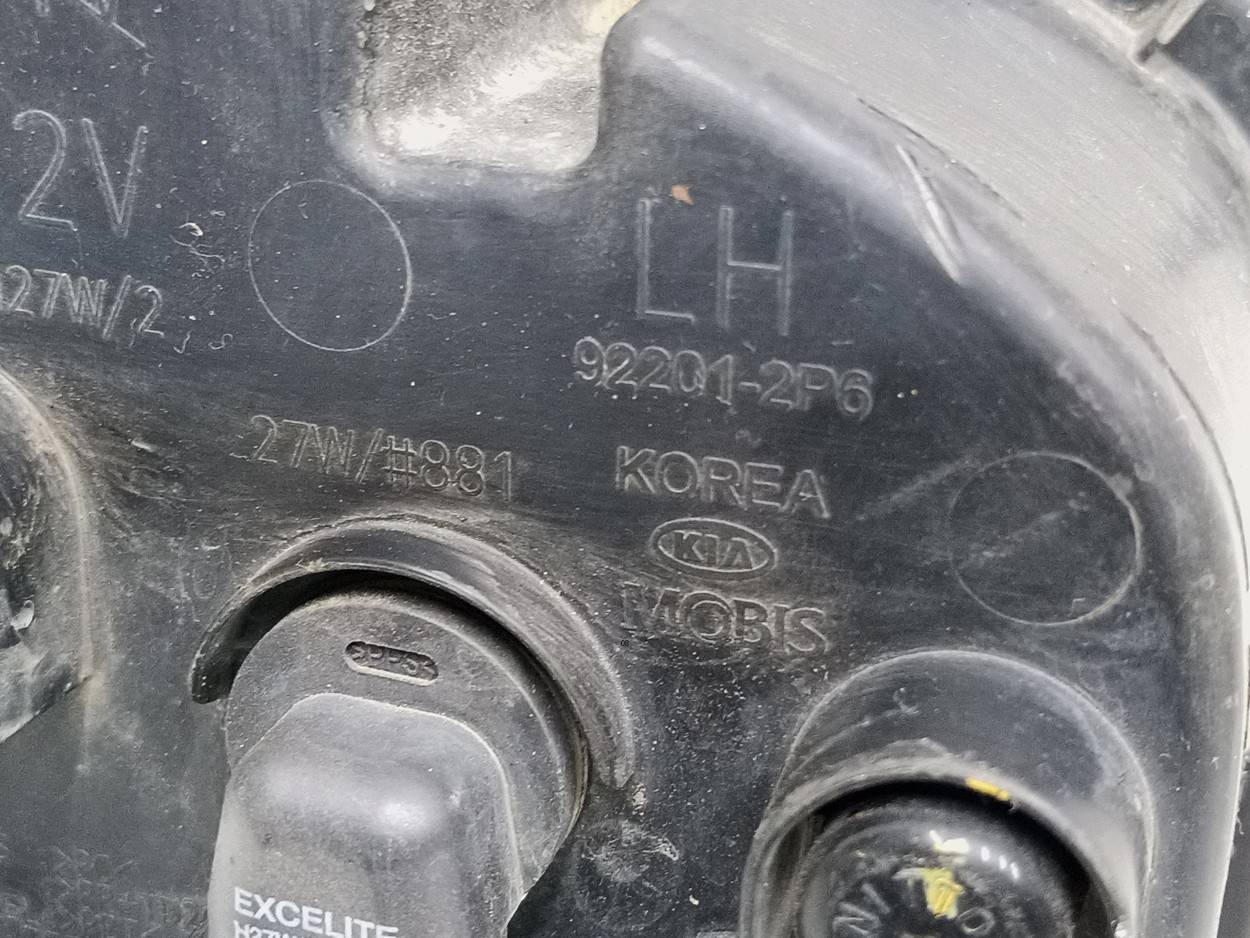 2V
27W/2
LH
92201-2P6
27W/#881
KOREA
KIA
MOBIS
EXCELITE